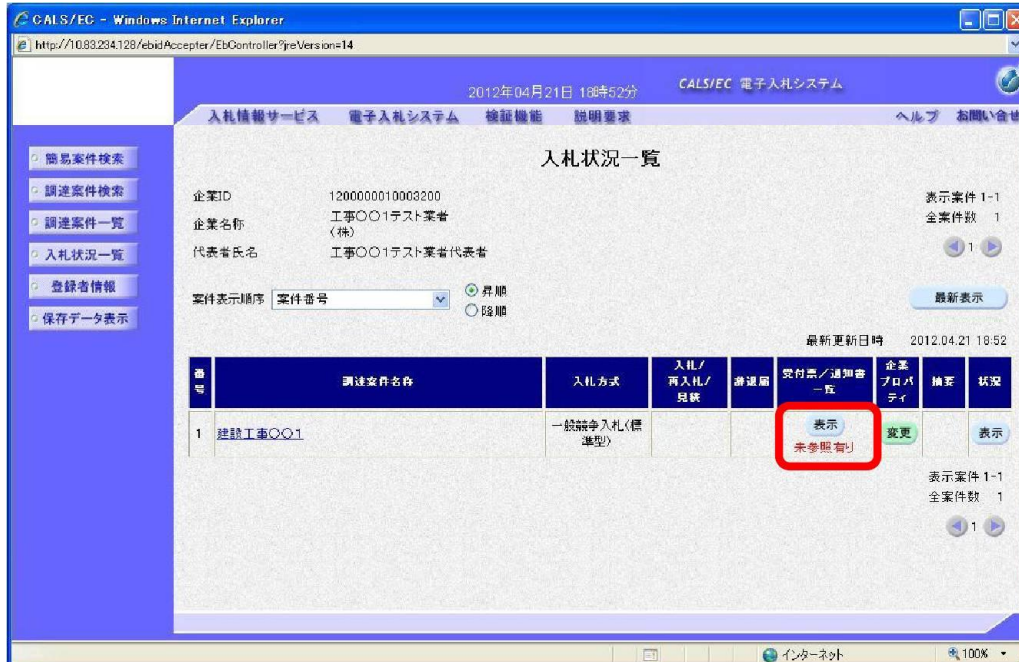 CALS/EC - Windows Internet Explorer
http://10.83.234.128/ebidAccepter/EbController?jreVersion=14
2012年04月21日 18時52分
CALS/EC 電子入札システム
入札情報サービス 電子入札システム 検証機能 説明要求 ヘルプ お問い合せ
簡易案件検索
調達案件検索
調達案件一覧
入札状況一覧
登録者情報
保存データ表示
入札状況一覧
企業ID 1200000010003200
企業名称 工事〇〇1テスト業者
(株)
代表者氏名 工事〇〇1テスト業者代表者
表示案件 1-1
全案件数 1
1
案件表示順序 案件番号
昇順
降順
最新表示
最新更新日時 2012.04.21 18:52
番号 調達案件名称 入札方式 入札/再入札/見積 辞退届 受付票/通知書一覧 企業プロパティ 摘要 状況
1 建設工事〇〇1 一般競争入札(標準型) 表示 未参照有り 変更 表示
表示案件 1-1
全案件数 1
1
インターネット 100%